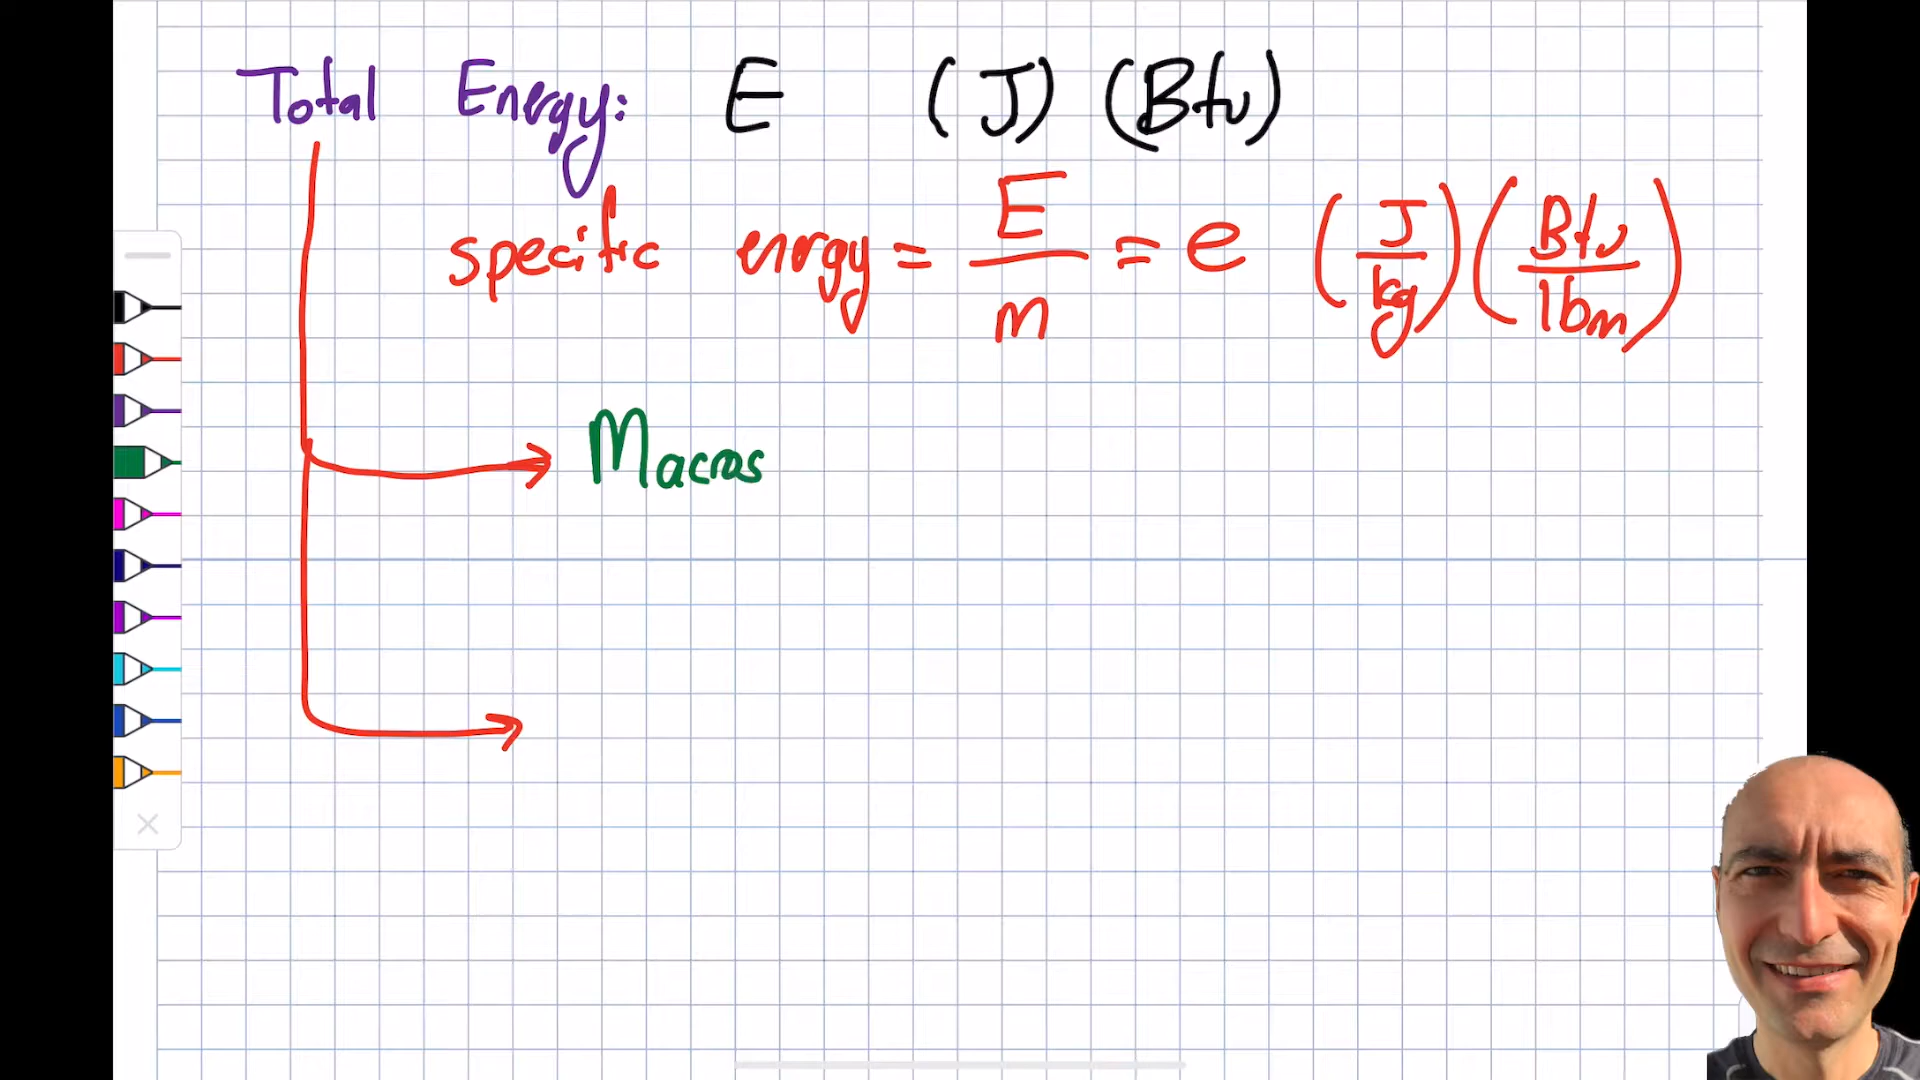 Total Energy: E (J) (Btu)
specific energy = E/m = e (J/kg) (Btu/lbm)
Macros